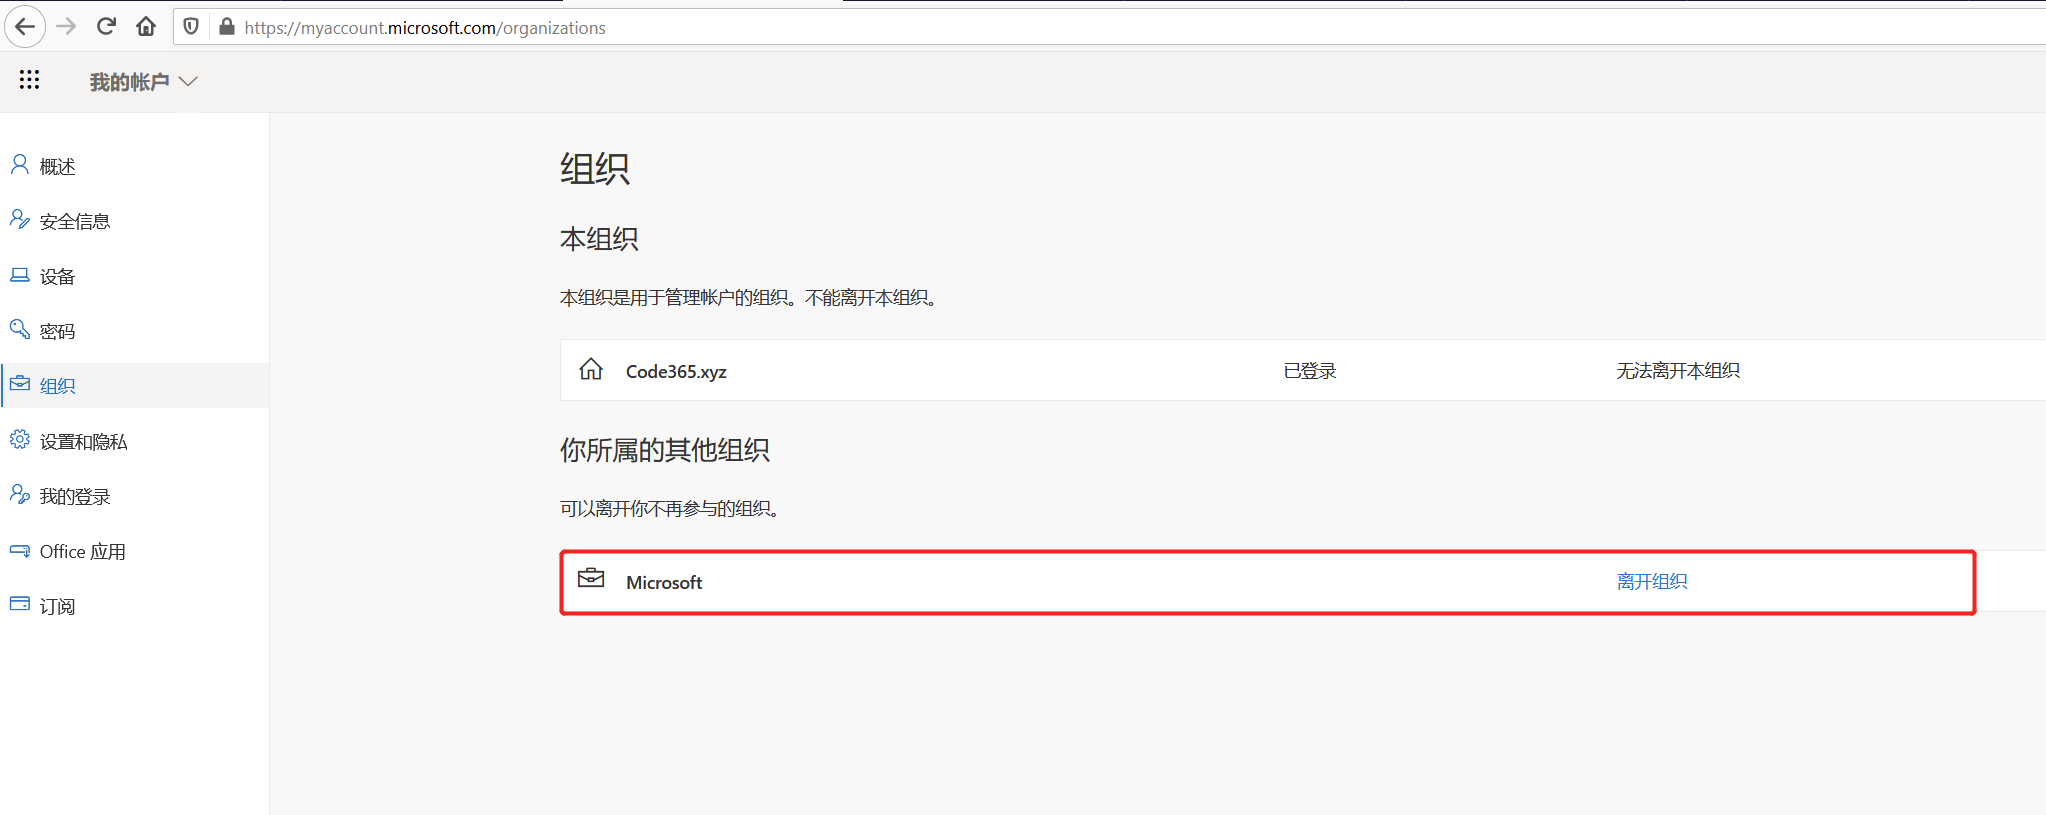 https://myaccount.microsoft.com/organizations
我的帐户
概述
安全信息
设备
密码
组织
设置和隐私
我的登录
Office 应用
订阅
组织
本组织
本组织是用于管理帐户的组织。不能离开本组织。
Code365.xyz 已登录 无法离开本组织
你所属的其他组织
可以离开你不再参与的组织。
Microsoft 离开组织